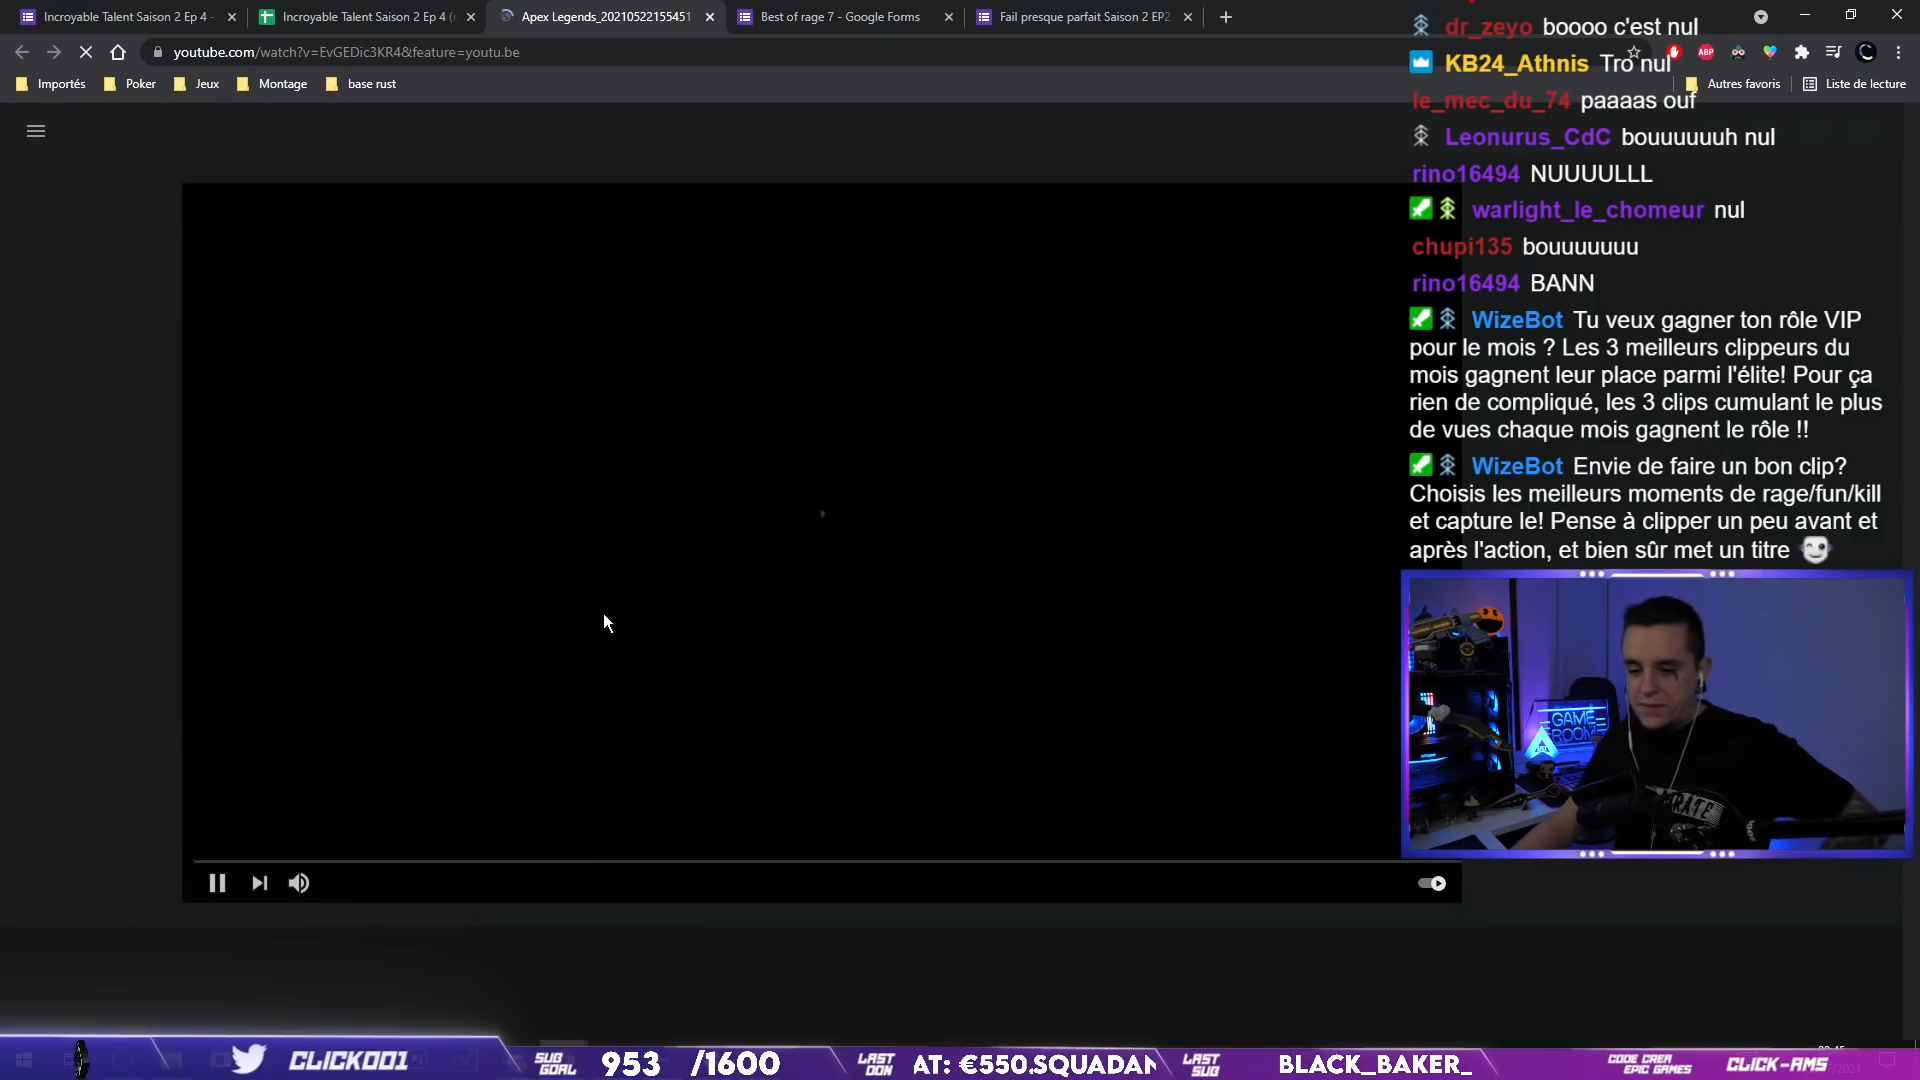 Incroyable Talent Saison 2 Ep 4 -
Incroyable Talent Saison 2 Ep 4 (r
Apex Legends_20210522155451
Best of rage 7 - Google Forms
Fail presque parfait Saison 2 EP2
youtube.com/watch?v=EvGEDic3KR4&feature=youtu.be
ABP
Importés
Poker
Jeux
Montage
base rust
Autres favoris
Liste de lecture
dr_zeyo boooo c'est nul
KB24_Athnis Tro nul
le_mec_du_74 paaaas ouf
Leonurus_CdC bouuuuuuh nul
rino16494 NUUUULLL
warlight_le_chomeur nul
chupi135 bouuuuuuu
rino16494 BANN
WizeBot Tu veux gagner ton rôle VIP
pour le mois ? Les 3 meilleurs clippeurs du
mois gagnent leur place parmi l'élite! Pour ça
rien de compliqué, les 3 clips cumulant le plus
de vues chaque mois gagnent le rôle !!
WizeBot Envie de faire un bon clip?
Choisis les meilleurs moments de rage/fun/kill
et capture le! Pense à clipper un peu avant et
après l'action, et bien sûr met un titre
GAME
ROOM
CLICK001
SUB
GOAL
953 /1600
LAST
DON
AT: €550.SQUADAN
LAST
SUB
BLACK_BAKER_
CODE CREA
EPIC GAMES
CLICK-AMS